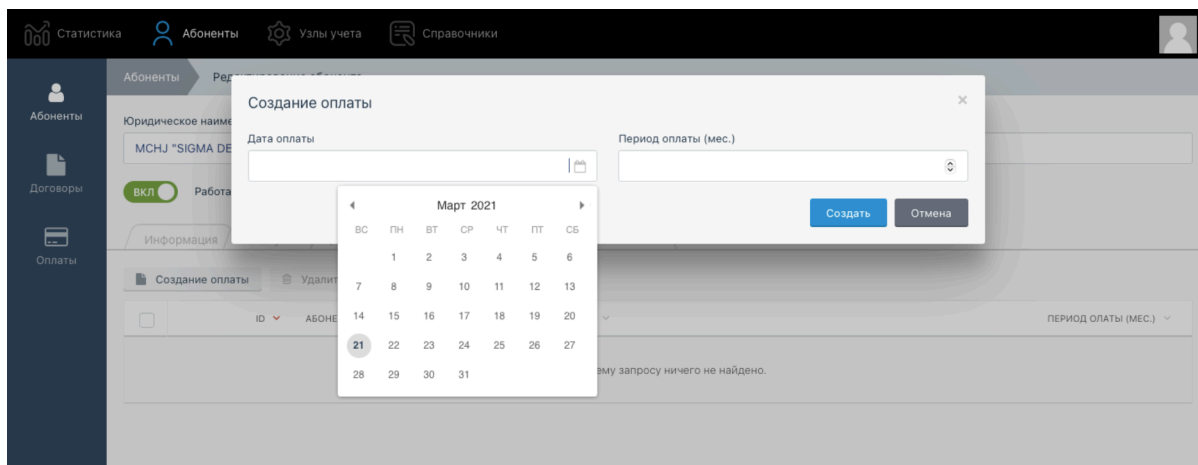 Статистика Абоненты Узлы учета Справочники
Абоненты
Договоры
Оплаты
Абоненты
Юридическое наиме
MCHJ "SIGMA DE
ВКЛ Работа
Информация
Создание оплаты Удалит
ID АБОНЕ ПЕРИОД ОЛАТЫ (МЕС.)
ему запросу ничего не найдено.
Создание оплаты ×
Дата оплаты Период оплаты (мес.)
Создать Отмена
Март 2021
ВС ПН ВТ СР ЧТ ПТ СБ
1 2 3 4 5 6
7 8 9 10 11 12 13
14 15 16 17 18 19 20
21 22 23 24 25 26 27
28 29 30 31